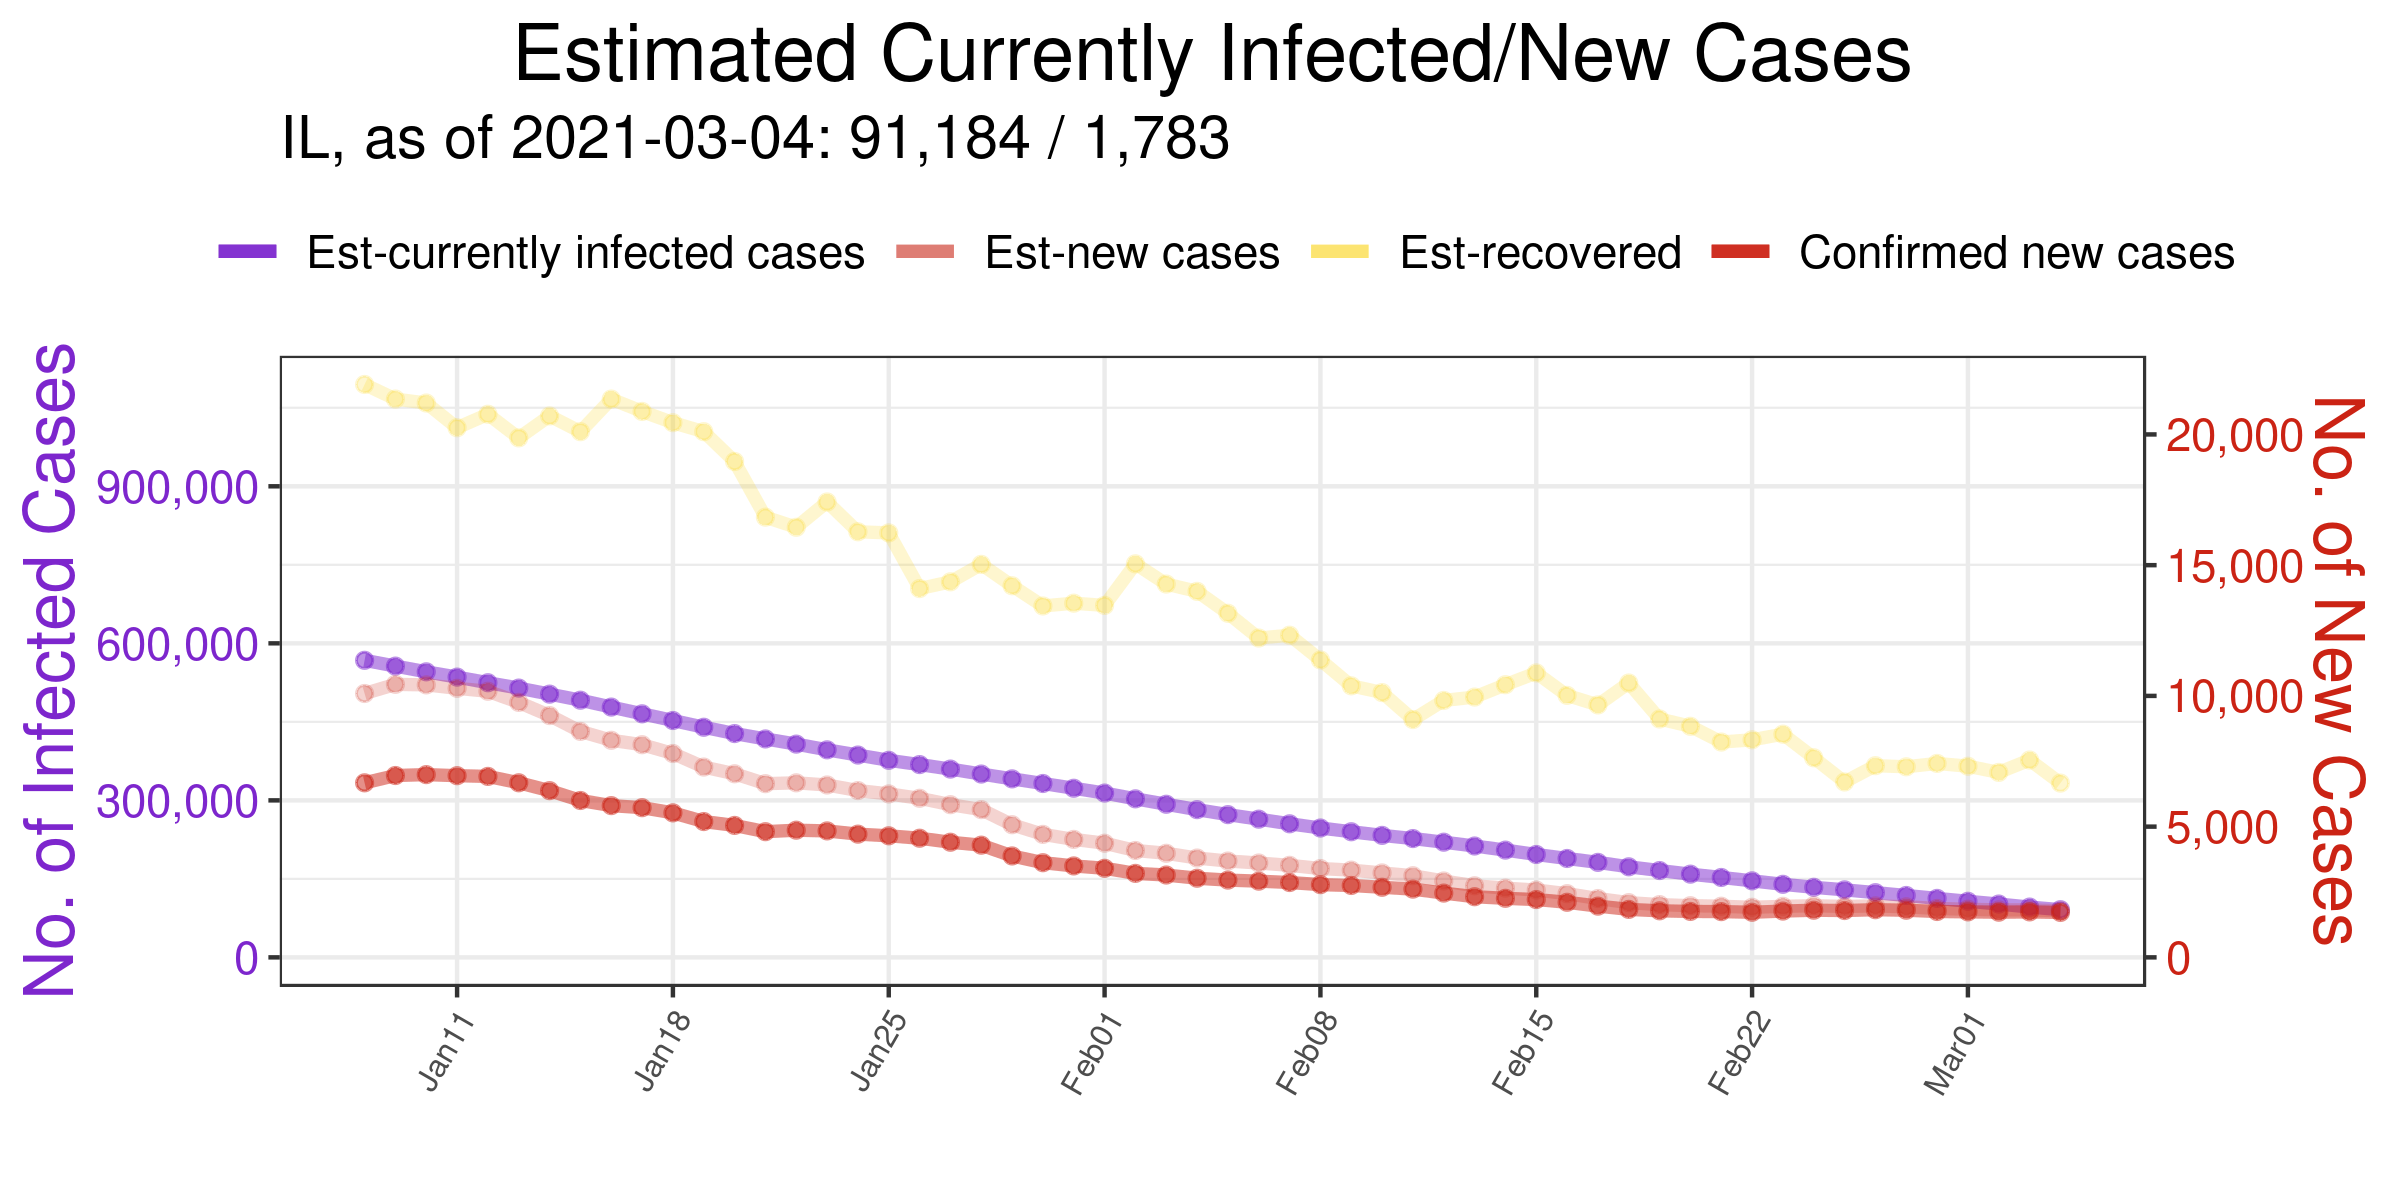 Estimated Currently Infected/New Cases
IL, as of 2021-03-04: 91,184 / 1,783
Est-currently infected cases Est-new cases Est-recovered Confirmed new cases
No. of Infected Cases
900,000
600,000
300,000
0
20,000
15,000
10,000
5,000
0
No. of New Cases
Jan11 Jan18 Jan25 Feb01 Feb08 Feb15 Feb22 Mar01